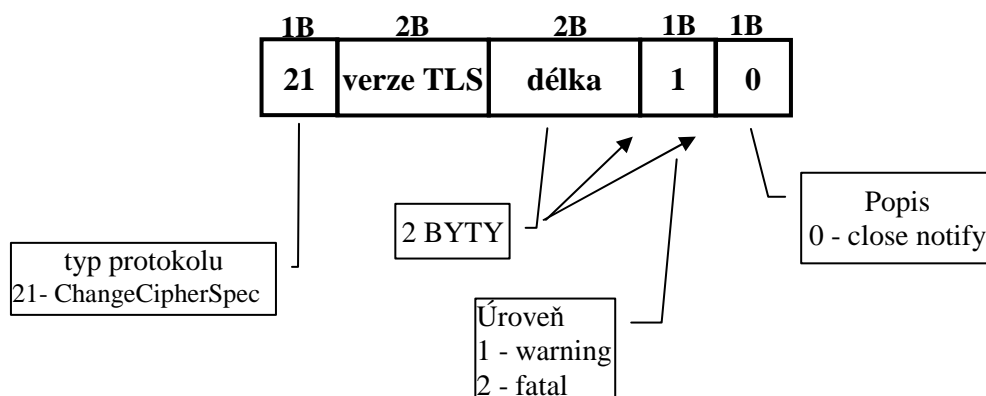 1B 2B 2B 1B 1B
21 verze TLS délka 1 0
2 BYTY
Popis
0 - close notify
typ protokolu
21- ChangeCipherSpec
Úroveň
1 - warning
2 - fatal